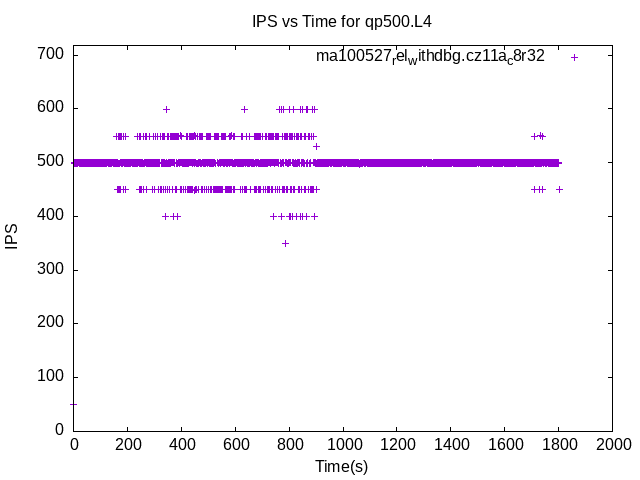 IPS vs Time for qp500.L4
ma100527relwithdbg.cz11ac8r32
700
600
500
400
300
200
100
0
IPS
0 200 400 600 800 1000 1200 1400 1600 1800 2000
Time(s)